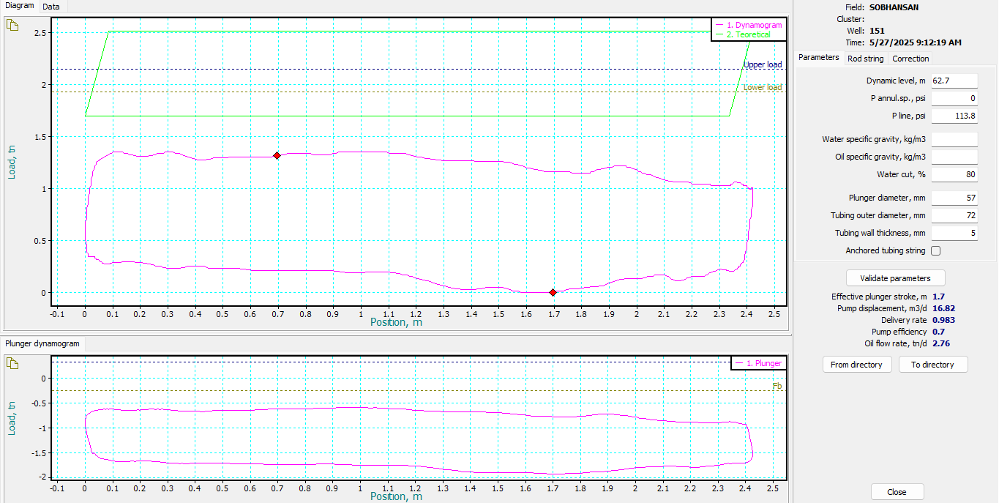 Diagram Data
2.5
2
1.5
1
0.5
0
Load, tn
1. Dynamogram
2. Teoretical
Upper load
Lower load
-0.1 0 0.1 0.2 0.3 0.4 0.5 0.6 0.7 0.8 0.9 1 1.1 1.2 1.3 1.4 1.5 1.6 1.7 1.8 1.9 2 2.1 2.2 2.3 2.4 2.5
Position, m
Plunger dynamogram
0
-0.5
-1
-1.5
-2
Load, tn
1. Plunger
Fb
-0.1 0 0.1 0.2 0.3 0.4 0.5 0.6 0.7 0.8 0.9 1 1.1 1.2 1.3 1.4 1.5 1.6 1.7 1.8 1.9 2 2.1 2.2 2.3 2.4 2.5
Position, m
Field: SOBHANSAN
Cluster:
Well: 151
Time: 5/27/2025 9:12:19 AM
Parameters Rod string Correction
Dynamic level, m 62.7
P annul.sp., psi 0
P line, psi 113.8
Water specific gravity, kg/m3
Oil specific gravity, kg/m3
Water cut, % 80
Plunger diameter, mm 57
Tubing outer diameter, mm 72
Tubing wall thickness, mm 5
Anchored tubing string
Validate parameters
Effective plunger stroke, m 1.7
Pump displacement, m3/d 16.82
Delivery rate 0.983
Pump efficiency 0.7
Oil flow rate, tn/d 2.76
From directory To directory
Close